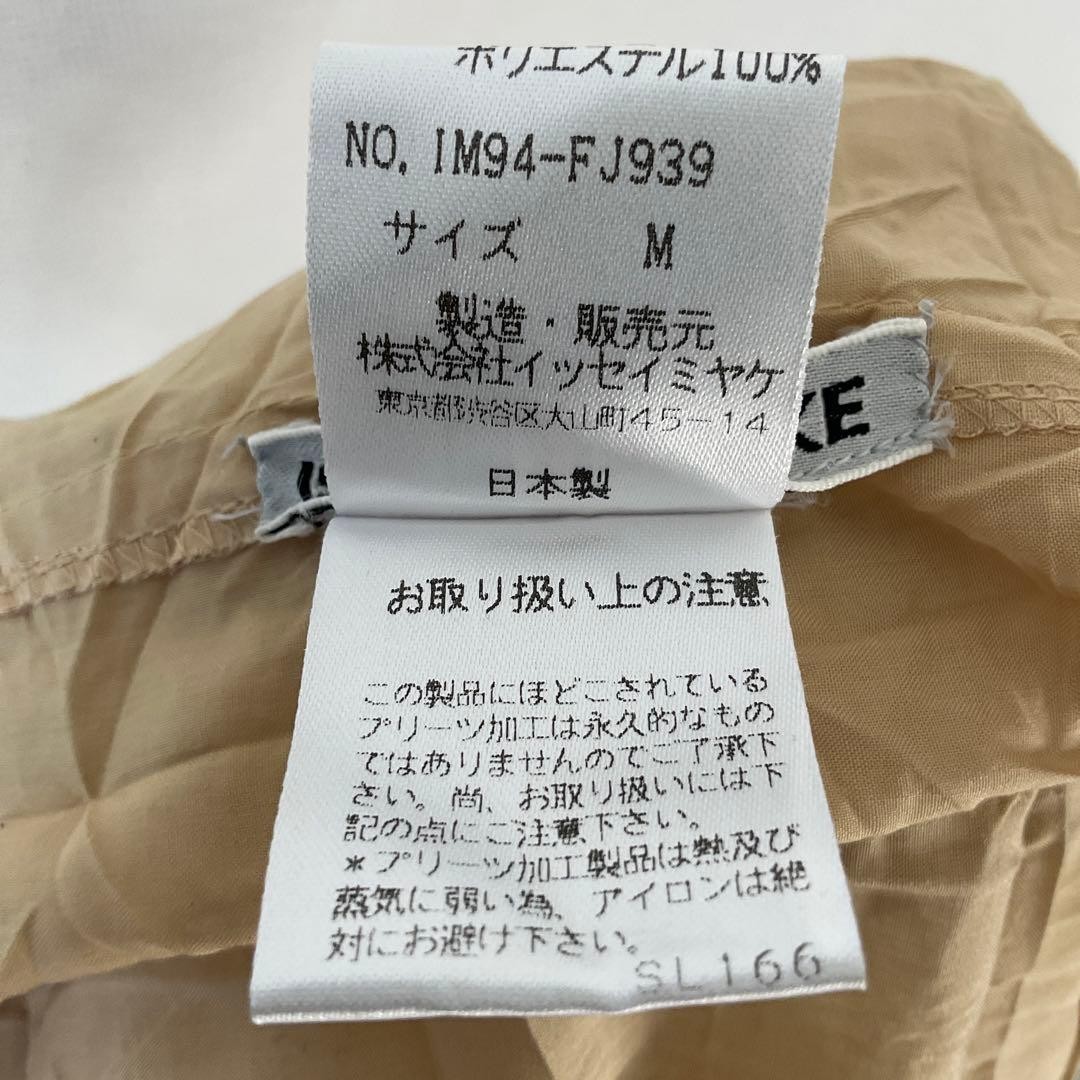 ポリエステル100%
NO. IM94-FJ939
サイズ M
製造・販売元
株式会社イッセイミヤケ
東京都渋谷区大山町45-14
日本製
KE
お取り扱い上の注意
この製品にほどこされている
プリーツ加工は永久的なもの
ではありませんのでご了承下
さい。尚、お取り扱いには下
記の点にご注意下さい。
*プリーツ加工製品は熱及び
蒸気に弱い為、アイロンは絶
対にお避け下さい。
SL166